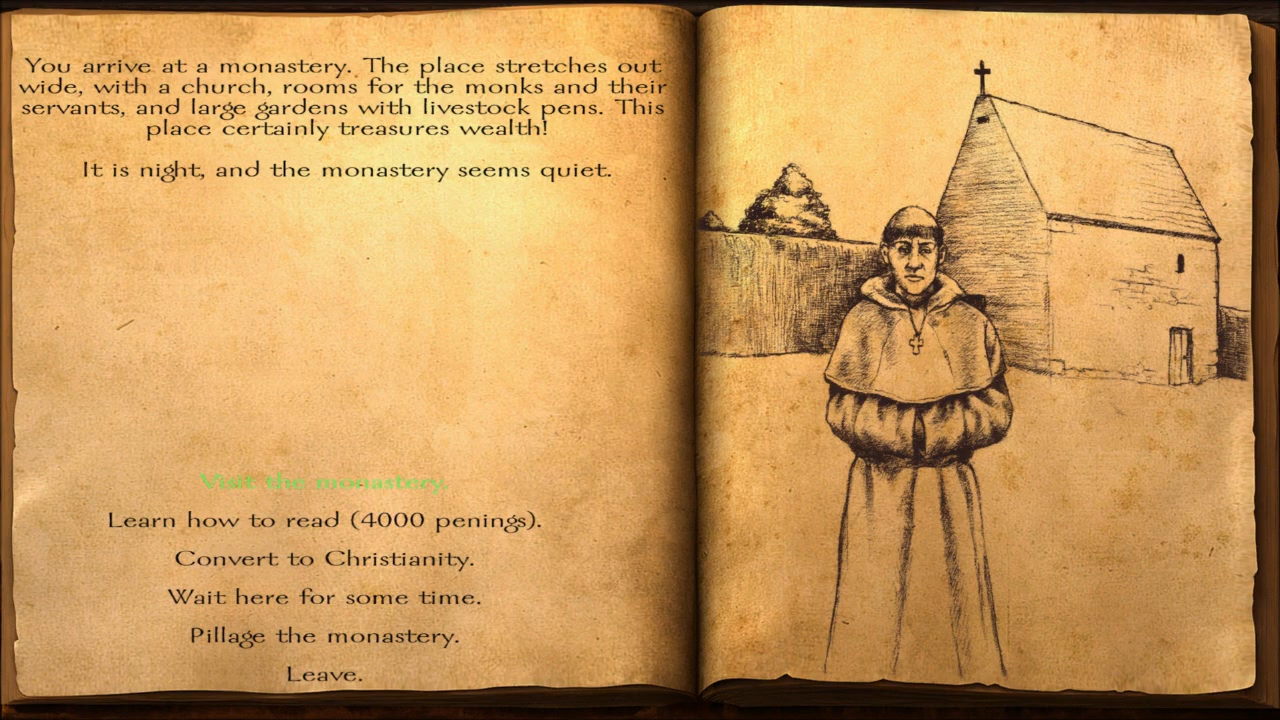 You arrive at a monastery. The place stretches out
wide, with a church, rooms for the monks and their
servants, and large gardens with livestock pens. This
place certainly treasures wealth!
It is night, and the monastery seems quiet.
Visit the monastery.
Learn how to read (4000 penings).
Convert to Christianity.
Wait here for some time.
Pillage the monastery.
Leave.